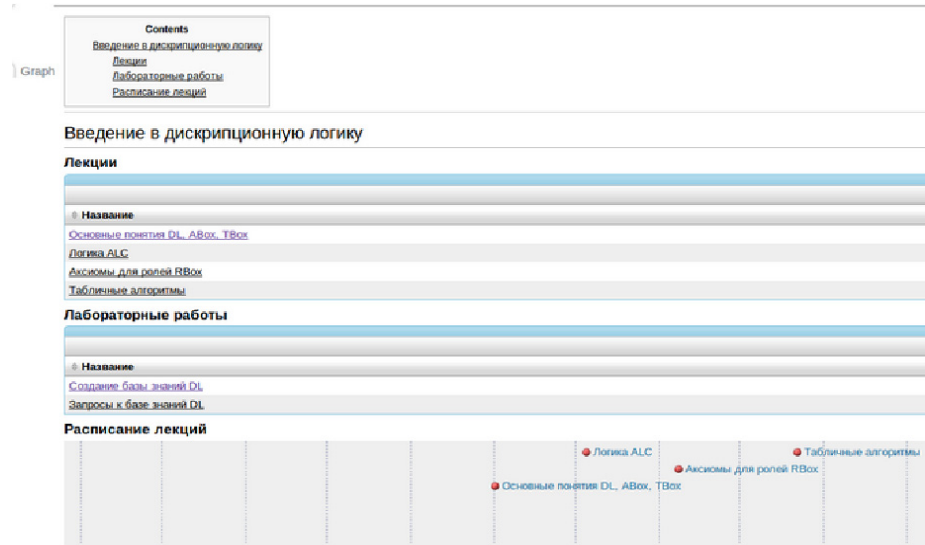 Contents
Введение в дискрипционную логику
Лекции
Лабораторные работы
Расписание лекций
Graph
Введение в дискрипционную логику
Лекции
Название
Основные понятия DL, ABox, TBox
Логика ALC
Аксиомы для ролей RBox
Табличные алгоритмы
Лабораторные работы
Название
Создание базы знаний DL
Запросы к базе знаний DL
Расписание лекций
Логика ALC
Табличные алгоритмы
Аксиомы для ролей RBox
Основные понятия DL, ABox, TBox